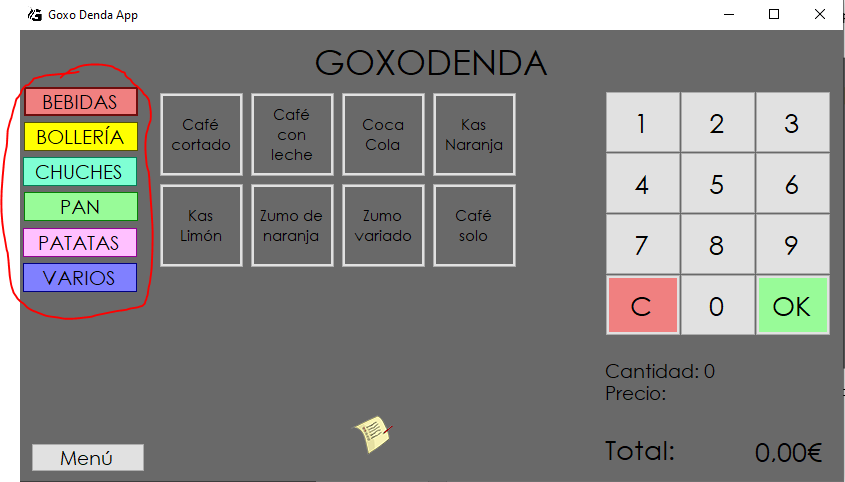 Goxo Denda App
GOXODENDA
BEBIDAS
BOLLERÍA
CHUCHES
PAN
PATATAS
VARIOS
Café
cortado
Café
con
leche
Coca
Cola
Kas
Naranja
Kas
Limón
Zumo de
naranja
Zumo
variado
Café
solo
1 2 3
4 5 6
7 8 9
C 0 OK
Cantidad: 0
Precio:
Total: 0,00€
Menú